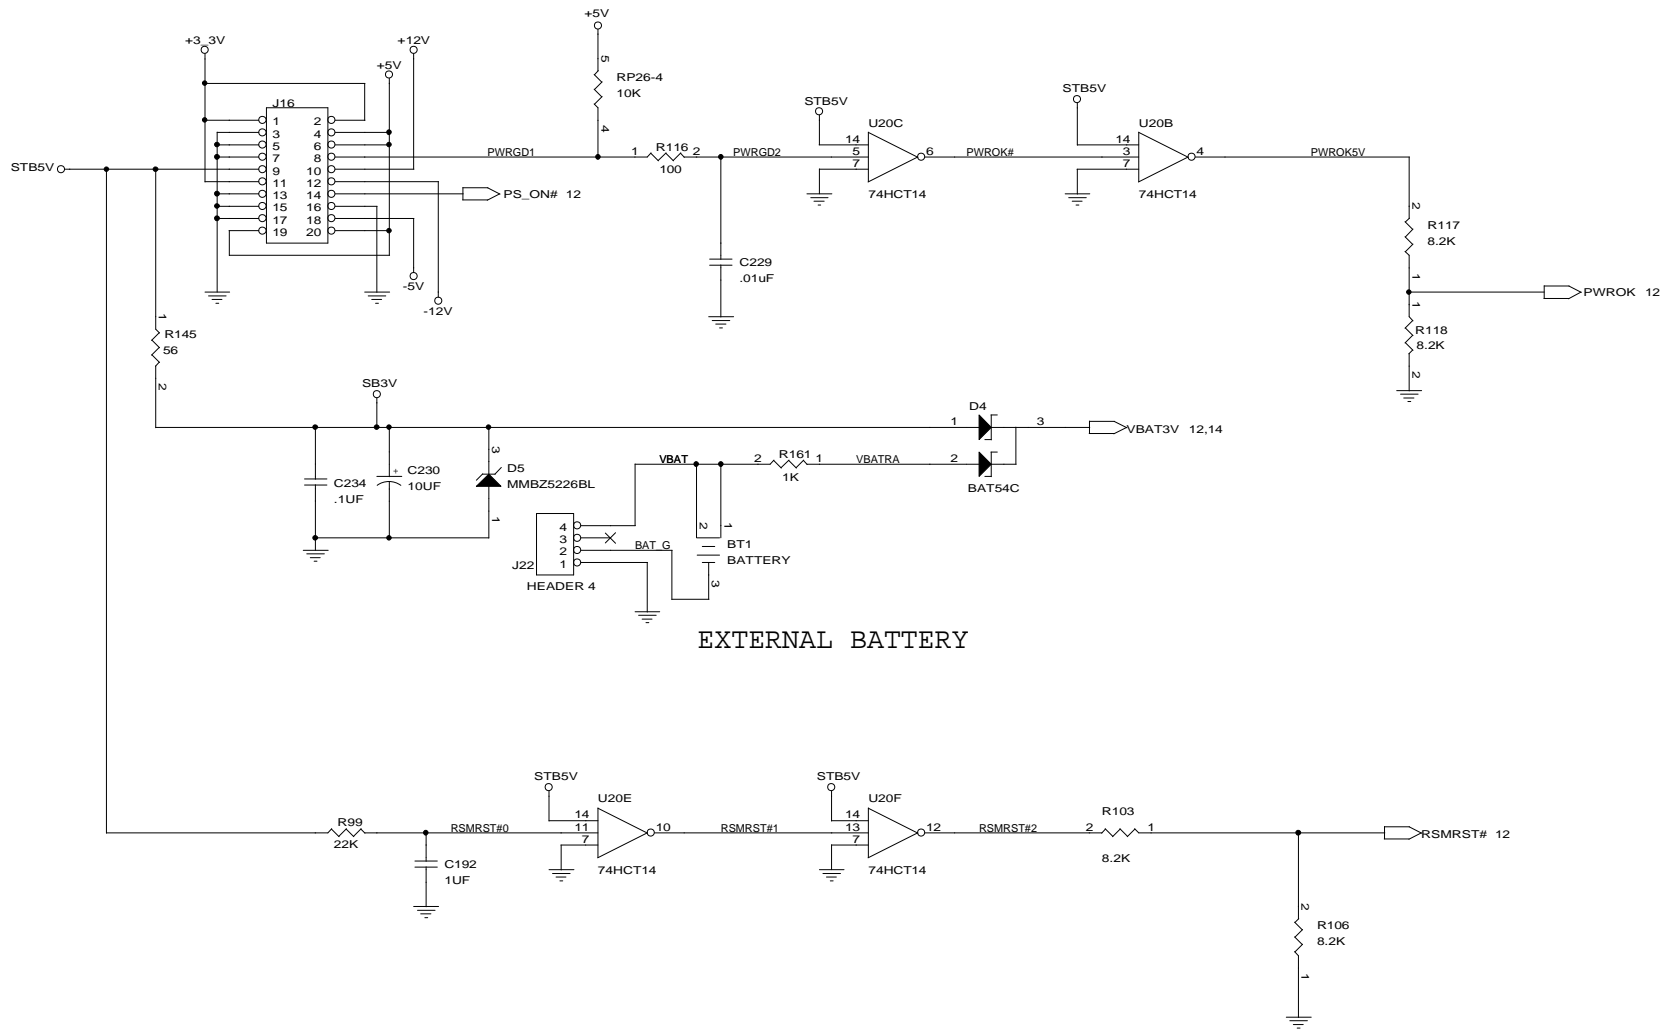 +5V
+3_3V
+12V
+5V
J16
1 2
3 4
5 6
7 8
9 10
11 12
13 14
15 16
17 18
19 20
STB5V
PS_ON# 12
-5V
-12V
5
RP26-4
10K
4
PWRGD1
1 R116 2
100
PWRGD2
C229
.01uF
STB5V
U20C
14
5
7
6
74HCT14
PWROK#
STB5V
U20B
14
3
7
4
74HCT14
PWROK5V
2
R117
8.2K
1
PWROK 12
1
R118
8.2K
2
1
R145
56
2
SB3V
C234
.1UF
+
C230
10UF
3
D5
MMBZ5226BL
1
D4
1 3
VBAT3V 12,14
VBAT
2 R161 1
1K
VBATRA
2
BAT54C
4
3
2
1
J22
HEADER 4
BAT_G
2 1
BT1
BATTERY
3
EXTERNAL BATTERY
R99
22K
C192
1UF
RSMRST#0
STB5V
U20E
14
11
7
10
74HCT14
RSMRST#1
STB5V
U20F
14
13
7
12
74HCT14
RSMRST#2
R103
2 1
8.2K
RSMRST# 12
2
R106
8.2K
1